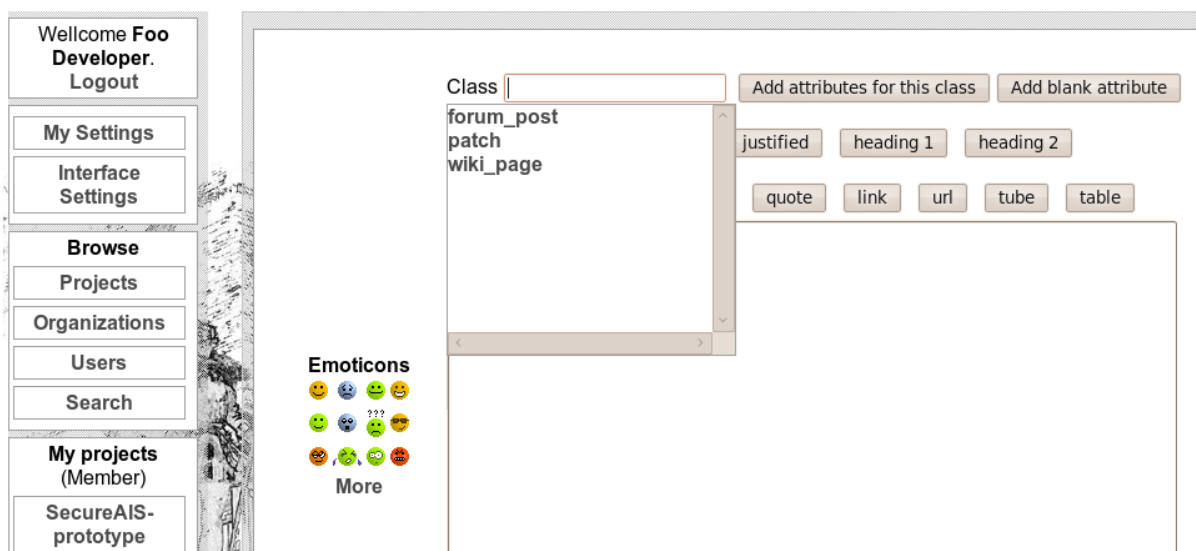 Wellcome Foo
Developer.
Logout
My Settings
Interface
Settings
Browse
Projects
Organizations
Users
Search
My projects
(Member)
SecureAIS-
prototype
Class
Add attributes for this class
Add blank attribute
forum_post
patch
wiki_page
justified
heading 1
heading 2
quote
link
url
tube
table
Emoticons
???
More